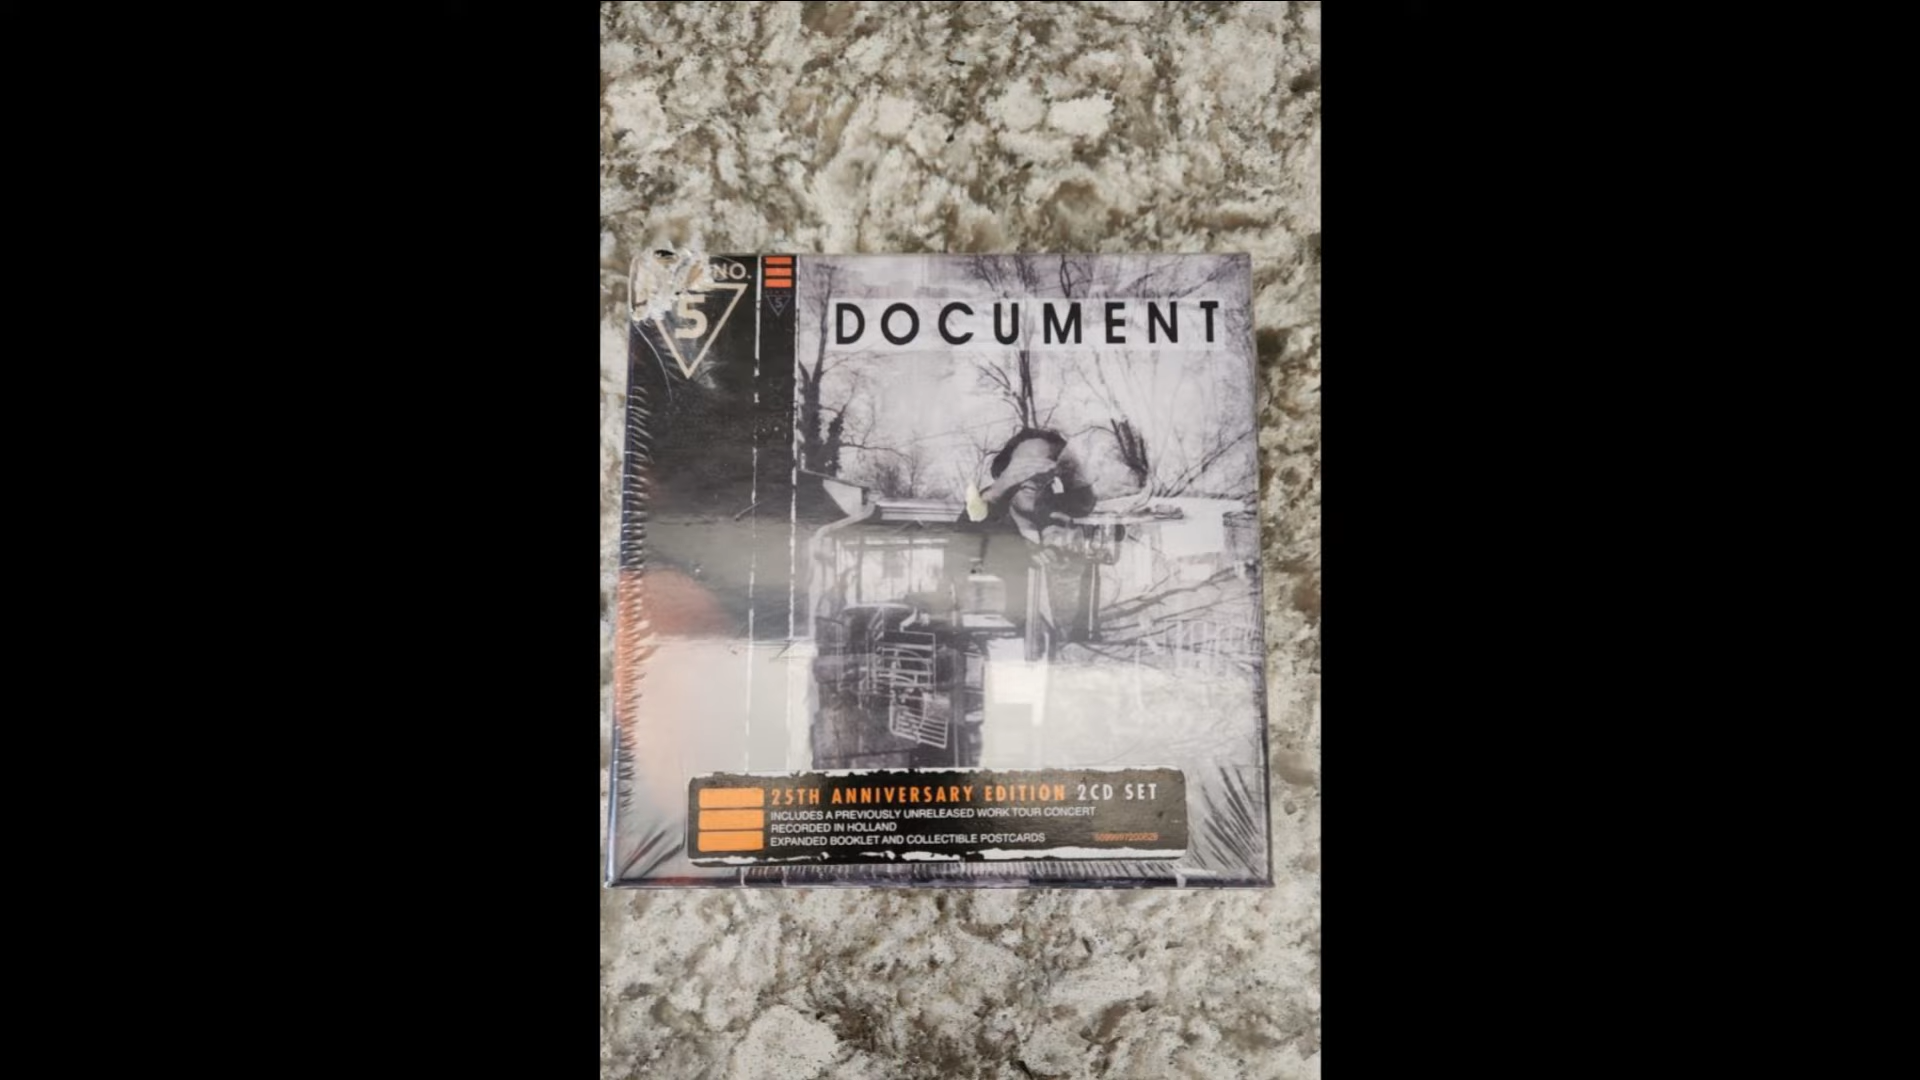 NO.
5
5
DOCUMENT
25TH ANNIVERSARY EDITION 2CD SET
INCLUDES A PREVIOUSLY UNRELEASED WORK TOUR CONCERT
RECORDED IN HOLLAND
EXPANDED BOOKLET AND COLLECTIBLE POSTCARDS